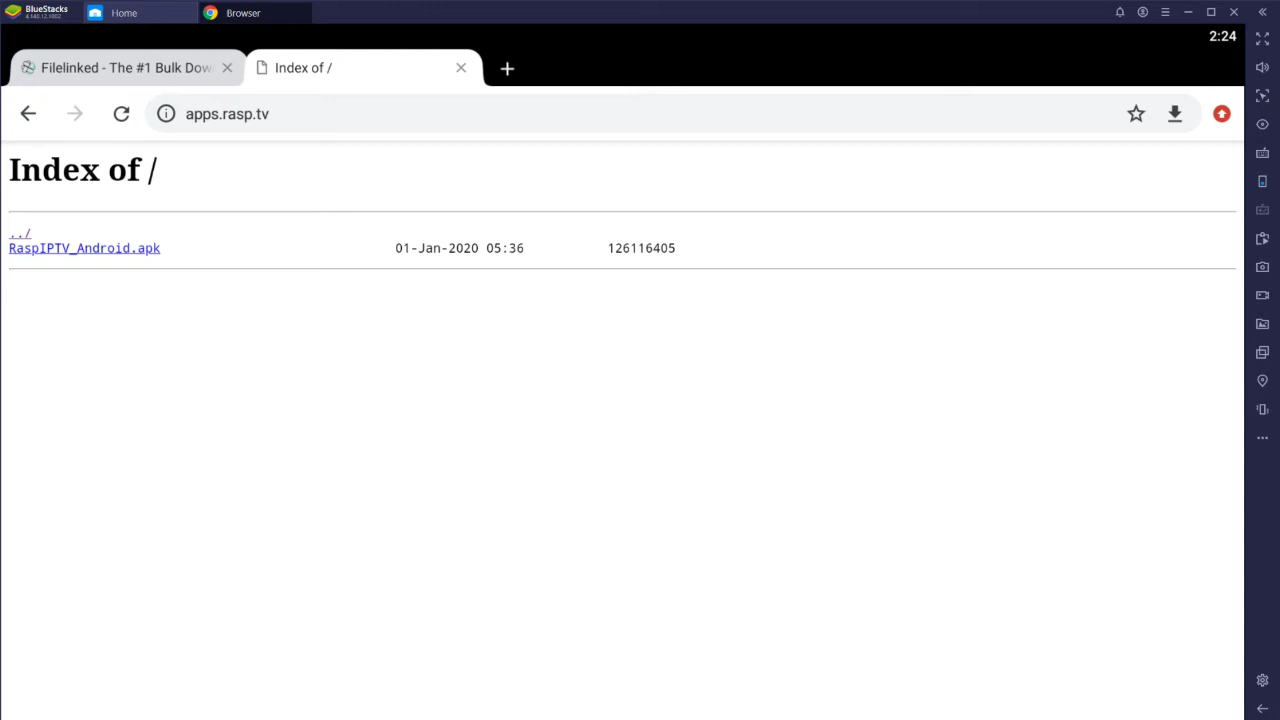 BlueStacks
4.140.12.1002
Home
Browser
2:24
Filelinked - The #1 Bulk Dow
Index of /
apps.rasp.tv
Index of /
../
RaspIPTV_Android.apk 01-Jan-2020 05:36 126116405